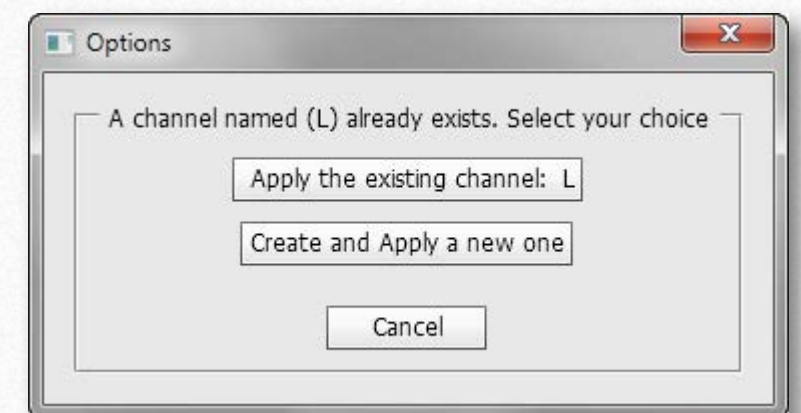 Options
A channel named (L) already exists. Select your choice
Apply the existing channel: L
Create and Apply a new one
Cancel